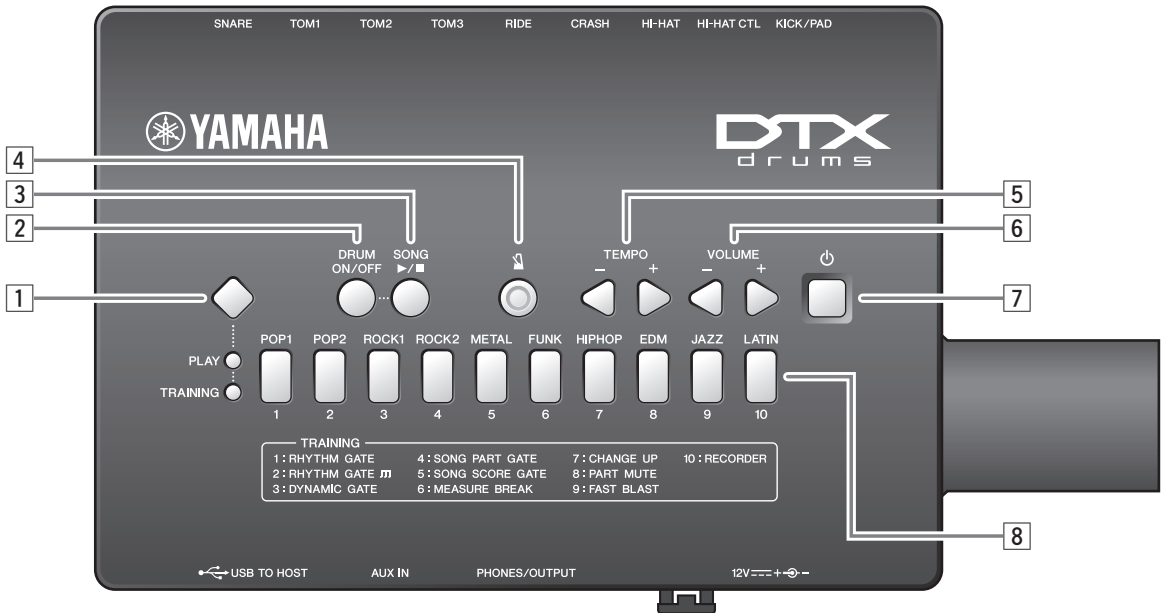 SNARE TOM1 TOM2 TOM3 RIDE CRASH HI-HAT HI-HAT CTL KICK/PAD
YAMAHA
DTX
drums
4
3
2
1
5
6
7
8
DRUM ON/OFF
SONG ►/■
TEMPO
− +
VOLUME
− +
PLAY
TRAINING
POP1 POP2 ROCK1 ROCK2 METAL FUNK HIPHOP EDM JAZZ LATIN
1 2 3 4 5 6 7 8 9 10
TRAINING
1 : RHYTHM GATE
2 : RHYTHM GATE
3 : DYNAMIC GATE
4 : SONG PART GATE
5 : SONG SCORE GATE
6 : MEASURE BREAK
7 : CHANGE UP
8 : PART MUTE
9 : FAST BLAST
10 : RECORDER
USB TO HOST AUX IN PHONES/OUTPUT 12V + −